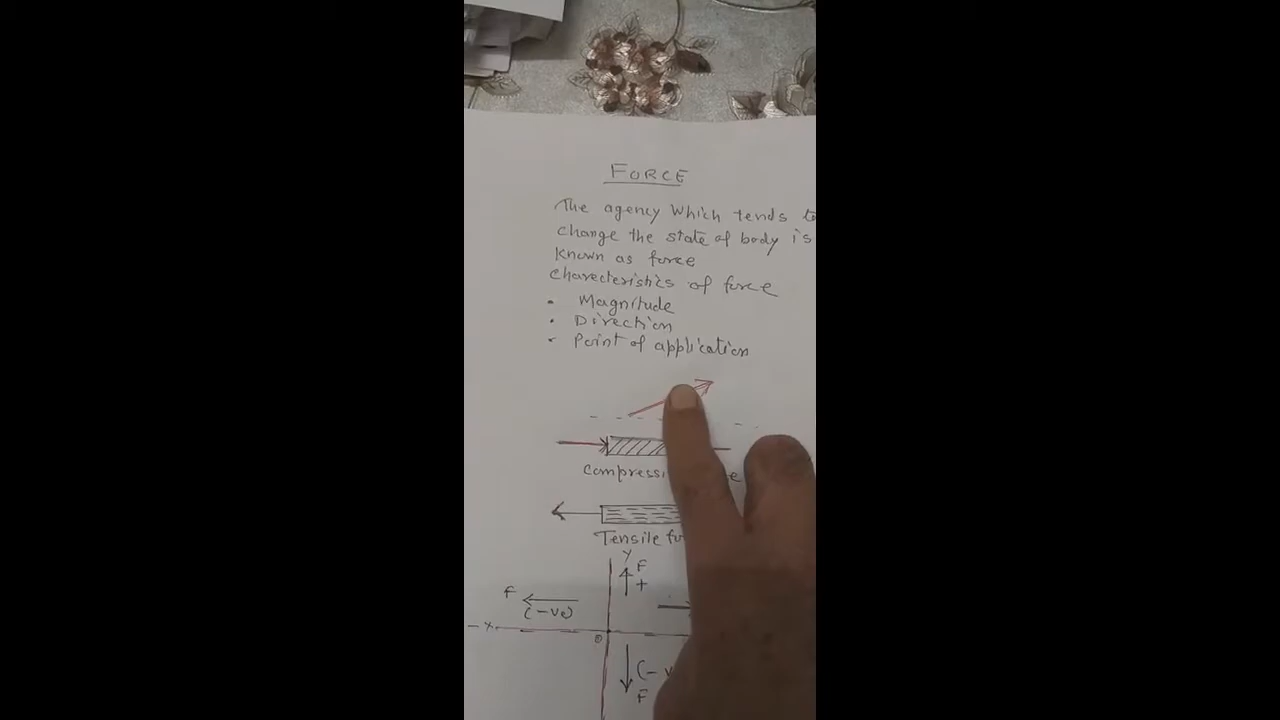 FORCE
The agency which tends to
change the state of body is
known as force
charecteristics of force
• Magnitude
• Direction
• Point of application
Tensile
Y
F
+
F
(-ve)
-X
O
(-v
F